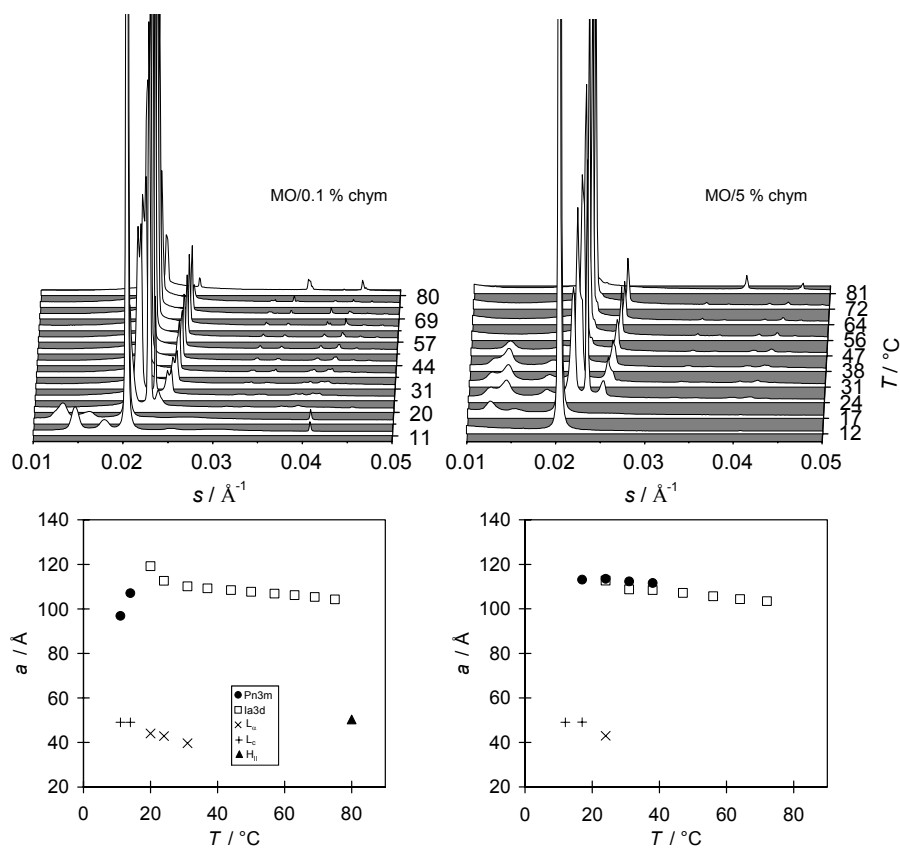 MO/0.1 % chym
80
69
57
44
31
20
11
0.01 0.02 0.03 0.04 0.05
s / Å-1
MO/5 % chym
81
72
64
56
47
38
31
24
17
12
T / °C
0.01 0.02 0.03 0.04 0.05
s / Å-1
140
120
100
80
60
40
20
a / Å
Pn3m
Ia3d
Lα
Lc
HII
0 20 40 60 80
T / °C
140
120
100
80
60
40
20
a / Å
0 20 40 60 80
T / °C